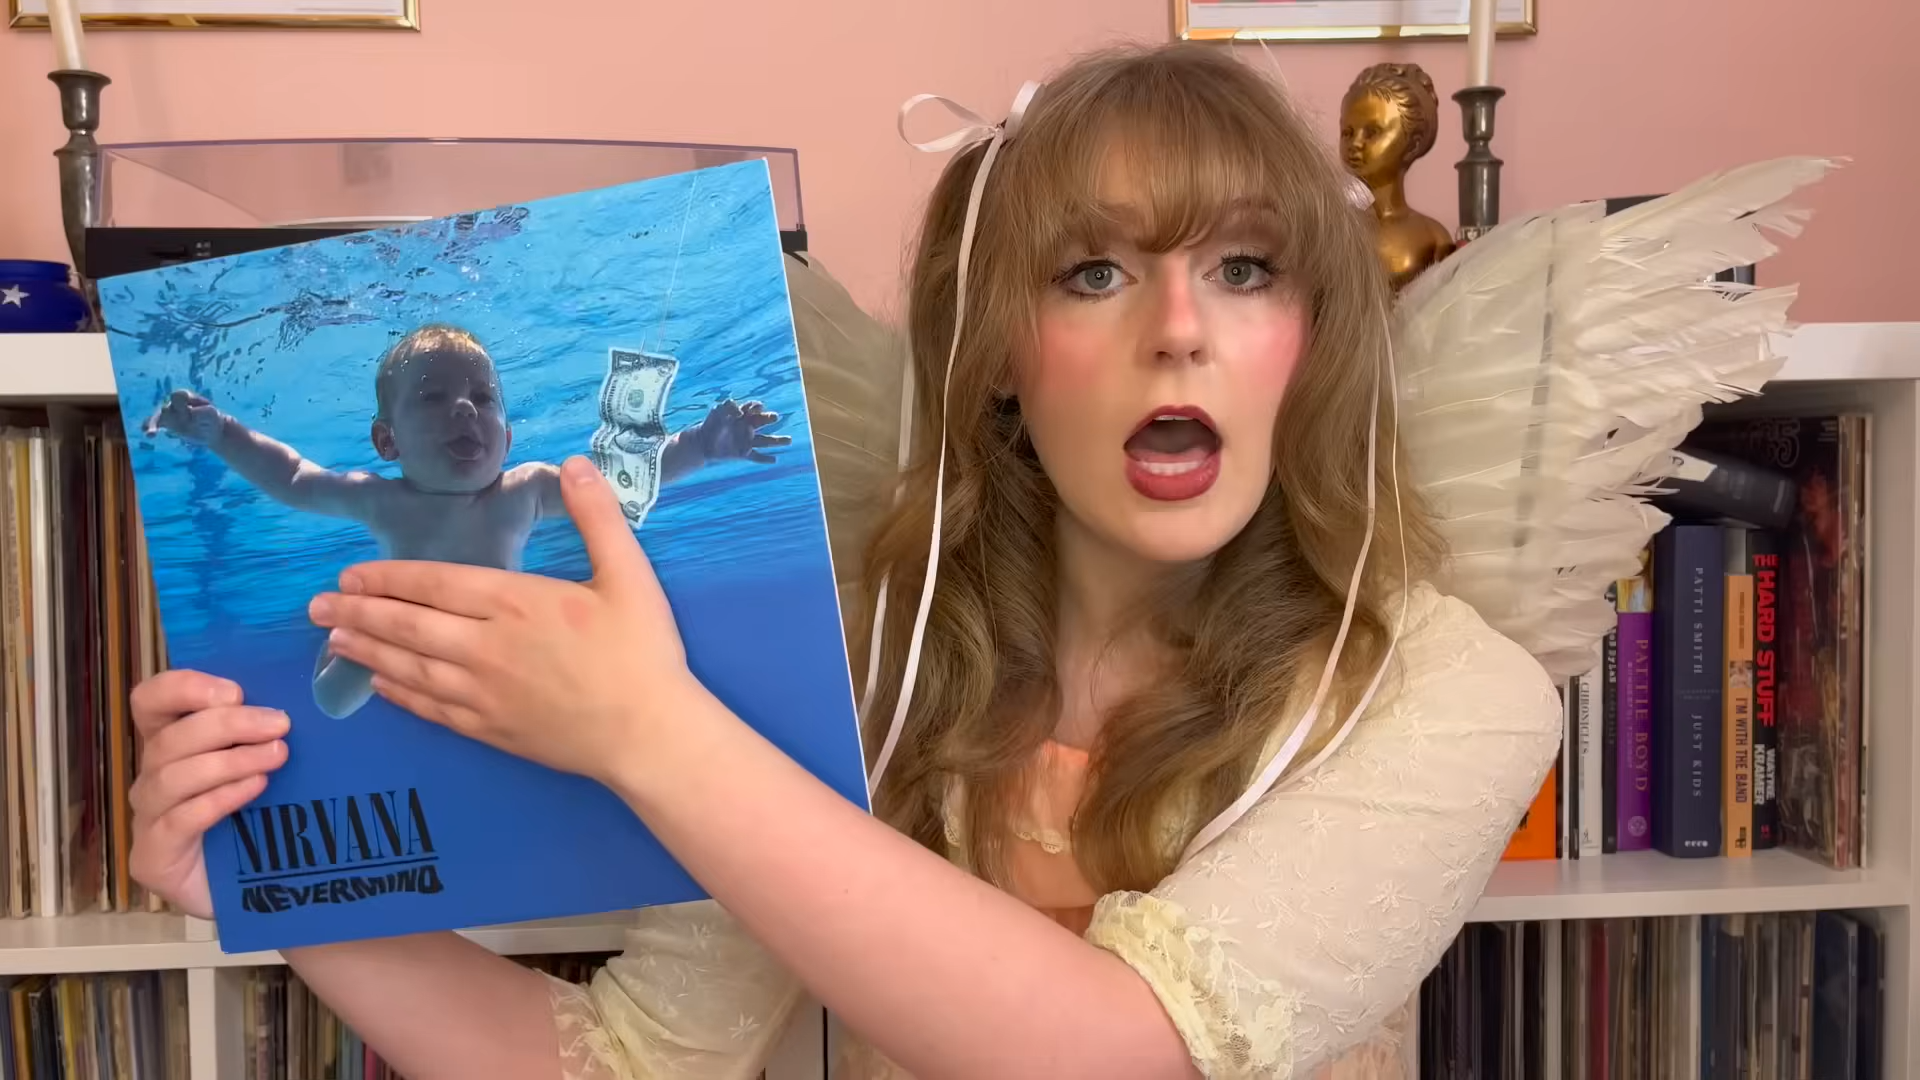 NIRVANA
NEVERMIND
PATTIE BOYD
PATTI SMITH
JUST KIDS
CHRONICLES
I'M WITH THE BAND
THE HARD STUFF
WAYNE KRAMER